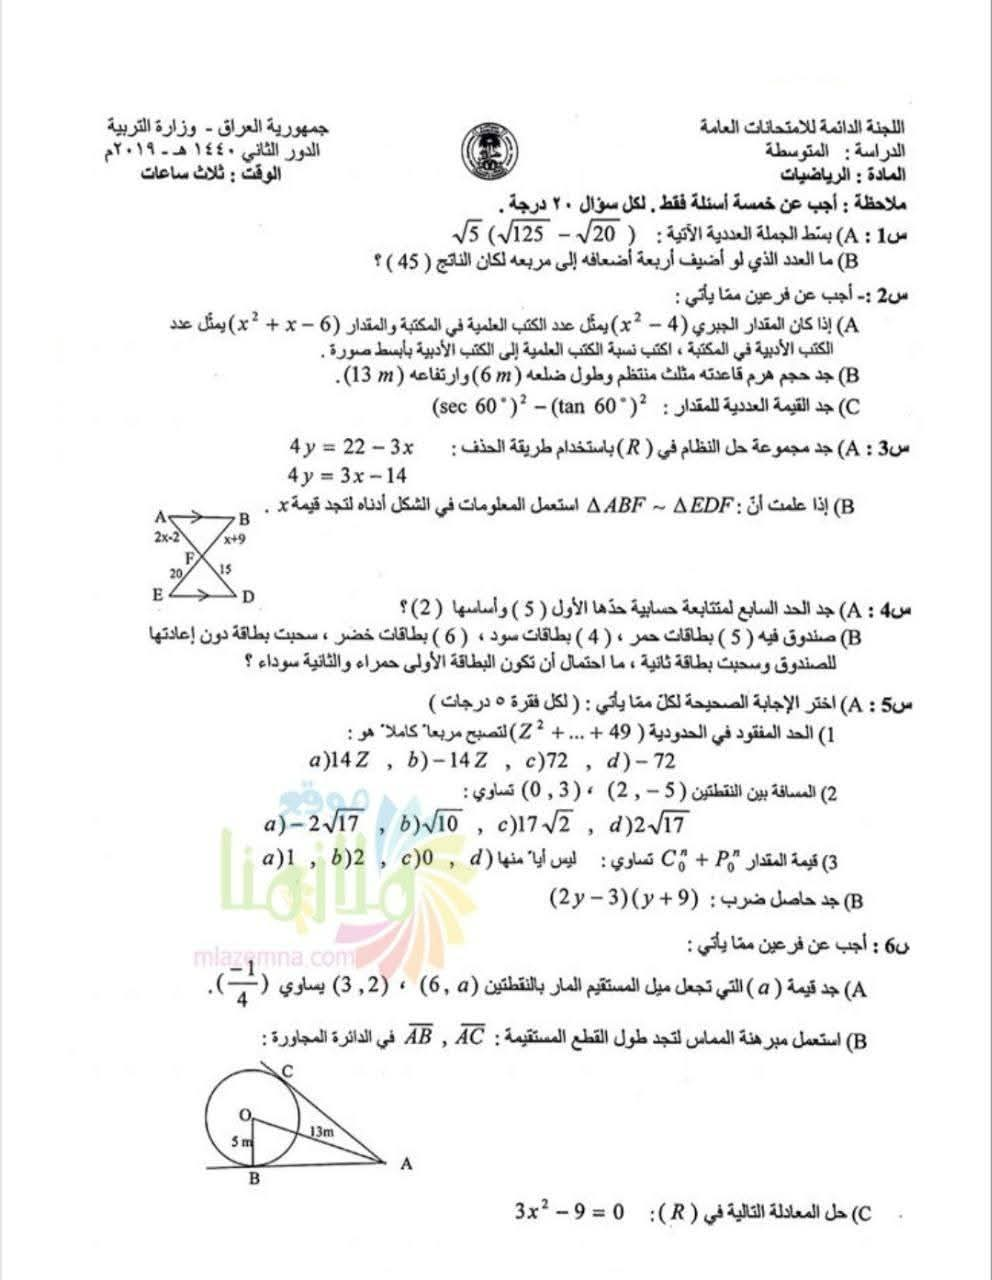 اللجنة الدائمة للامتحانات العامة
الدراسة : المتوسطة
المادة : الرياضيات
جمهورية العراق - وزارة التربية
الدور الثاني ١٤٤٠ هـ - ٢٠١٩م
الوقت : ثلاث ساعات
ملاحظة : أجب عن خمسة أسئلة فقط . لكل سؤال ٢٠ درجة .
س1 : A) بسّط الجملة العددية الآتية : √5 (√125 − √20 )
B) ما العدد الذي لو أضيف أربعة أضعافه إلى مربعه لكان الناتج ( 45 ) ؟
س2 :- أجب عن فرعين ممّا يأتي :
A) إذا كان المقدار الجبري (x² − 4) يمثّل عدد الكتب العلمية في المكتبة والمقدار (x² + x − 6) يمثّل عدد
الكتب الأدبية في المكتبة ، اكتب نسبة الكتب العلمية إلى الكتب الأدبية بأبسط صورة .
B) جد حجم هرم قاعدته مثلث منتظم وطول ضلعه (6 m) وارتفاعه (13 m).
C) جد القيمة العددية للمقدار : (sec 60°)² − (tan 60°)²
س3 : A) جد مجموعة حل النظام في (R) باستخدام طريقة الحذف : 4y = 22 − 3x
4y = 3x − 14
B) إذا علمت أنّ : Δ ABF ~ Δ EDF استعمل المعلومات في الشكل أدناه لتجد قيمة x .
A B
2x-2 x+9
F
20 15
E D
س4 : A) جد الحد السابع لمتتابعة حسابية حدّها الأول ( 5 ) وأساسها ( 2 ) ؟
B) صندوق فيه ( 5 ) بطاقات حمر ، ( 4 ) بطاقات سود ، ( 6 ) بطاقات خضر ، سحبت بطاقة دون إعادتها
للصندوق وسحبت بطاقة ثانية ، ما احتمال أن تكون البطاقة الأولى حمراء والثانية سوداء ؟
س5 : A) اختر الإجابة الصحيحة لكلّ ممّا يأتي : ( لكل فقرة ٥ درجات )
1) الحد المفقود في الحدودية (Z² + ... + 49) لتصبح مربعاً كاملاً هو :
a)14Z , b)−14Z , c)72 , d)−72
2) المسافة بين النقطتين (2 , −5) ، (0 , 3) تساوي :
a)−2√17 , b)√10 , c)17√2 , d)2√17
3) قيمة المقدار C₀ⁿ + P₀ⁿ تساوي : a)1 , b)2 , c)0 , d) ليس أياً منها
B) جد حاصل ضرب : (2y − 3)(y + 9)
موقع
ملازمنا
mlazemna.com
س6 : أجب عن فرعين ممّا يأتي :
A) جد قيمة (a) التي تجعل ميل المستقيم المار بالنقطتين (6, a) ، (3, 2) يساوي (−1/4).
B) استعمل مبرهنة المماس لتجد طول القطع المستقيمة : AB , AC في الدائرة المجاورة :
C
O
13m
5 m
A
B
C) حل المعادلة التالية في (R) : 3x² − 9 = 0